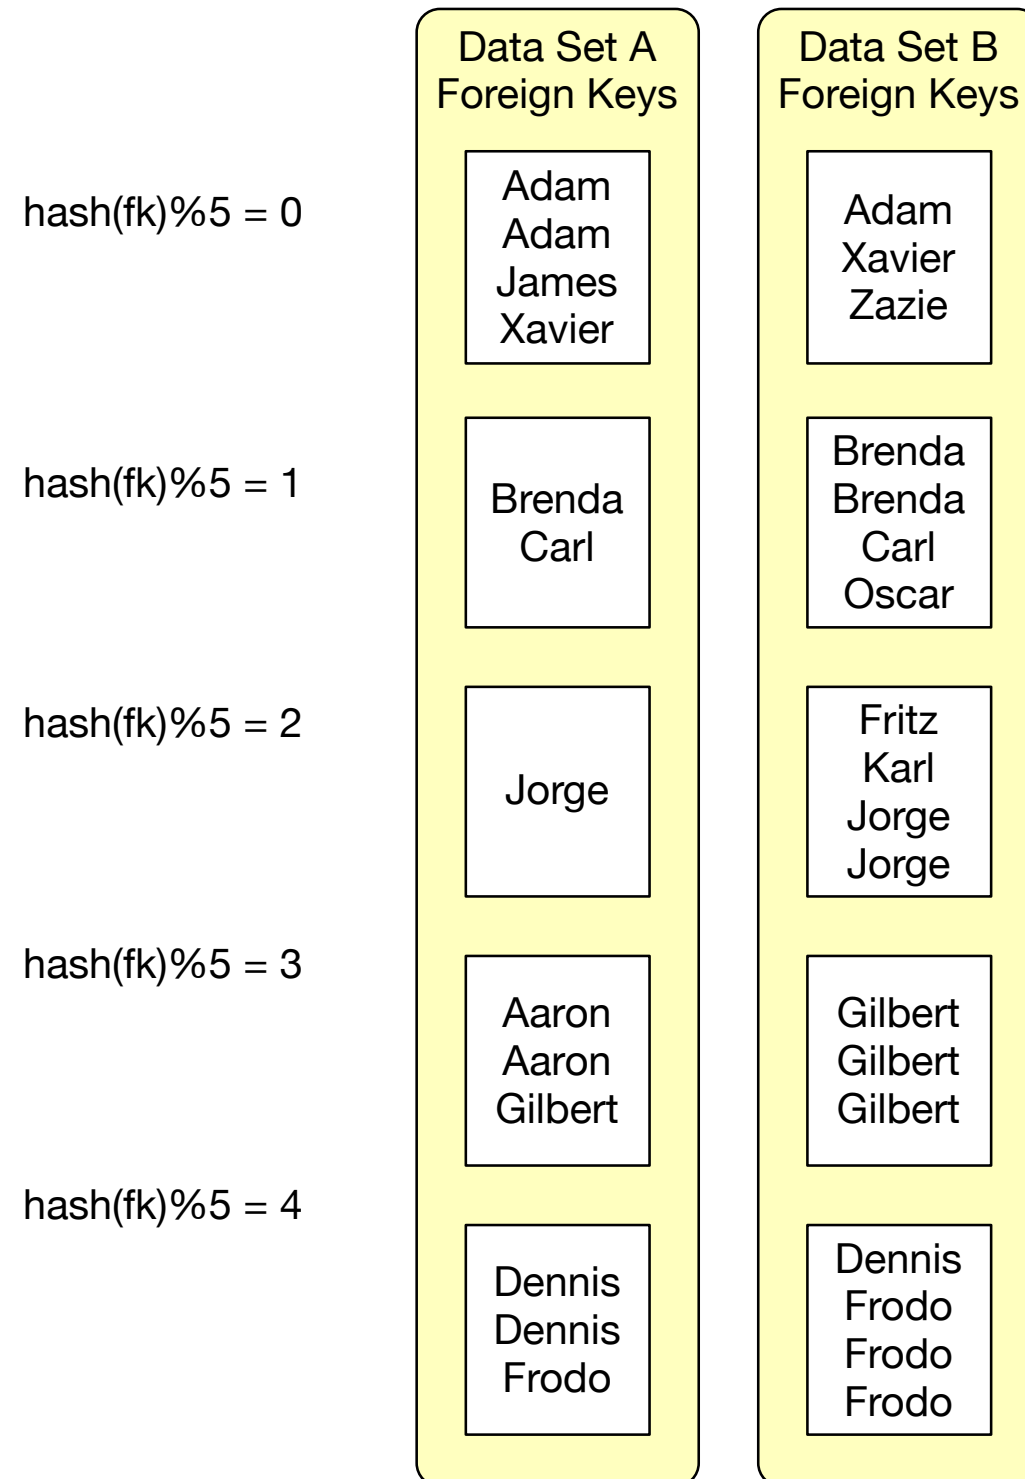 Data Set A
Foreign Keys
Data Set B
Foreign Keys
hash(fk)%5 = 0
Adam
Adam
James
Xavier
Adam
Xavier
Zazie
hash(fk)%5 = 1
Brenda
Carl
Brenda
Brenda
Carl
Oscar
hash(fk)%5 = 2
Jorge
Fritz
Karl
Jorge
Jorge
hash(fk)%5 = 3
Aaron
Aaron
Gilbert
Gilbert
Gilbert
Gilbert
hash(fk)%5 = 4
Dennis
Dennis
Frodo
Dennis
Frodo
Frodo
Frodo